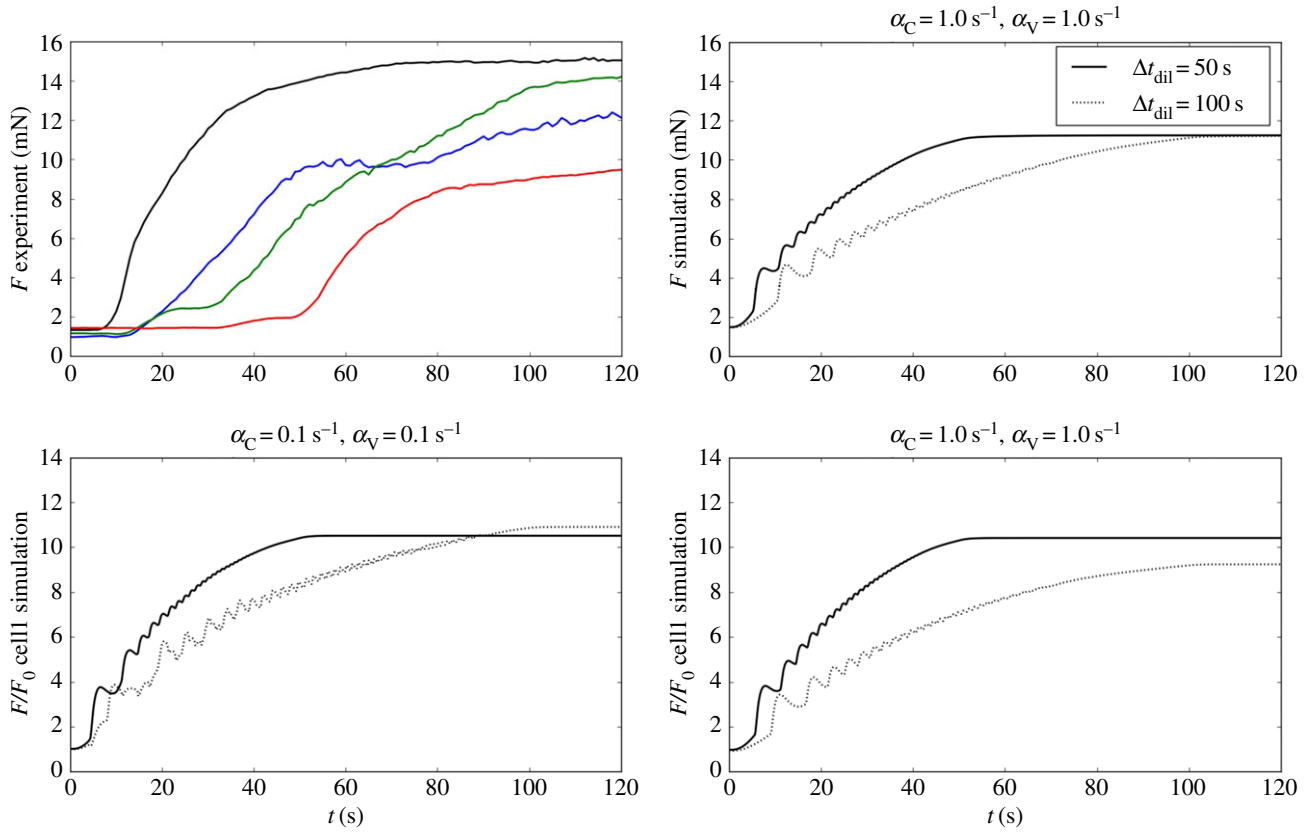 α_C = 1.0 s⁻¹, α_V = 1.0 s⁻¹
F experiment (mN)
16
14
12
10
8
6
4
2
0
0 20 40 60 80 100 120
F simulation (mN)
16
14
12
10
8
6
4
2
0
Δt_dil = 50 s
Δt_dil = 100 s
0 20 40 60 80 100 120
α_C = 0.1 s⁻¹, α_V = 0.1 s⁻¹
F/F₀ cell1 simulation
14
12
10
8
6
4
2
0
0 20 40 60 80 100 120
t (s)
α_C = 1.0 s⁻¹, α_V = 1.0 s⁻¹
F/F₀ cell1 simulation
14
12
10
8
6
4
2
0
0 20 40 60 80 100 120
t (s)